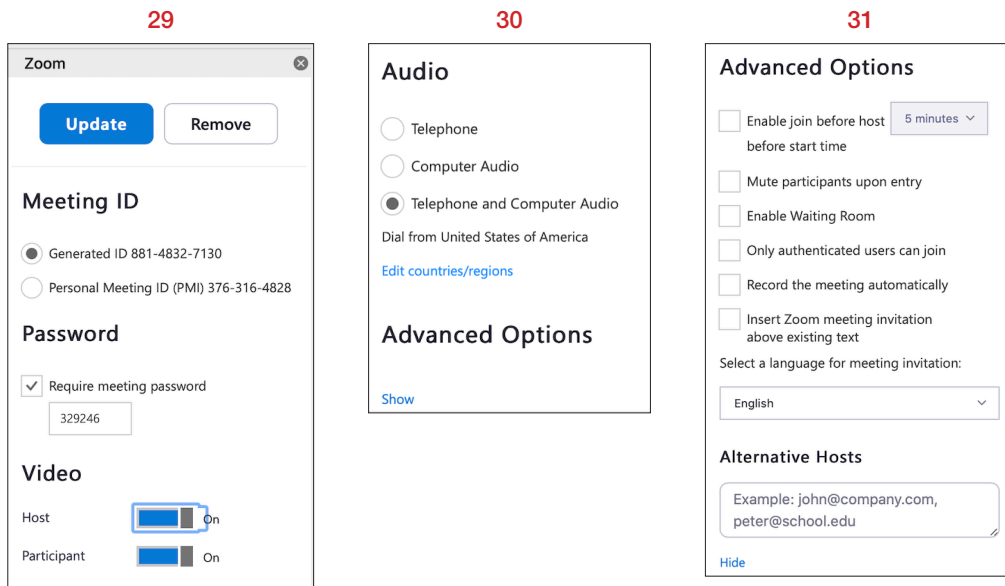 29
Zoom
Update
Remove
Meeting ID
Generated ID 881-4832-7130
Personal Meeting ID (PMI) 376-316-4828
Password
Require meeting password
329246
Video
Host
On
Participant
On
30
Audio
Telephone
Computer Audio
Telephone and Computer Audio
Dial from United States of America
Edit countries/regions
Advanced Options
Show
31
Advanced Options
Enable join before host
5 minutes
before start time
Mute participants upon entry
Enable Waiting Room
Only authenticated users can join
Record the meeting automatically
Insert Zoom meeting invitation
above existing text
Select a language for meeting invitation:
English
Alternative Hosts
Example: john@company.com,
peter@school.edu
Hide